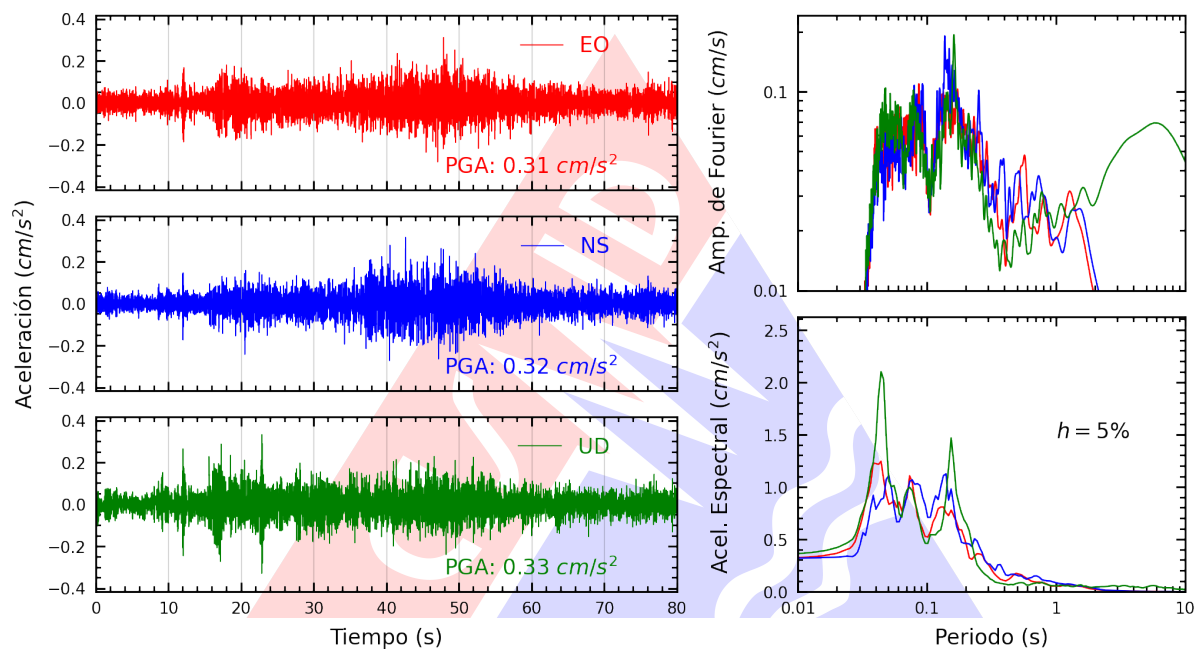 Aceleración (cm/s²)
0.4
0.2
0.0
−0.2
−0.4
EO
PGA: 0.31 cm/s²
0.4
0.2
0.0
−0.2
−0.4
NS
PGA: 0.32 cm/s²
0.4
0.2
0.0
−0.2
−0.4
UD
PGA: 0.33 cm/s²
0 10 20 30 40 50 60 70 80
Tiempo (s)
Amp. de Fourier (cm/s)
0.1
0.01
Acel. Espectral (cm/s²)
2.5
2.0
1.5
1.0
0.5
0.0
h = 5%
0.01 0.1 1 10
Periodo (s)